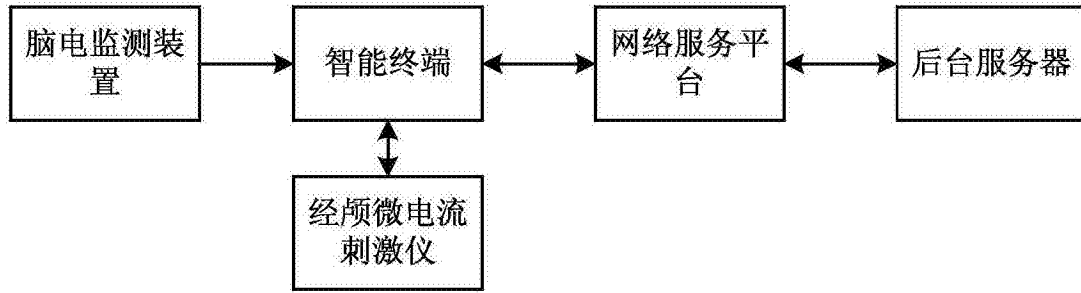 脑电监测装
置
智能终端
网络服务平
台
后台服务器
经颅微电流
刺激仪